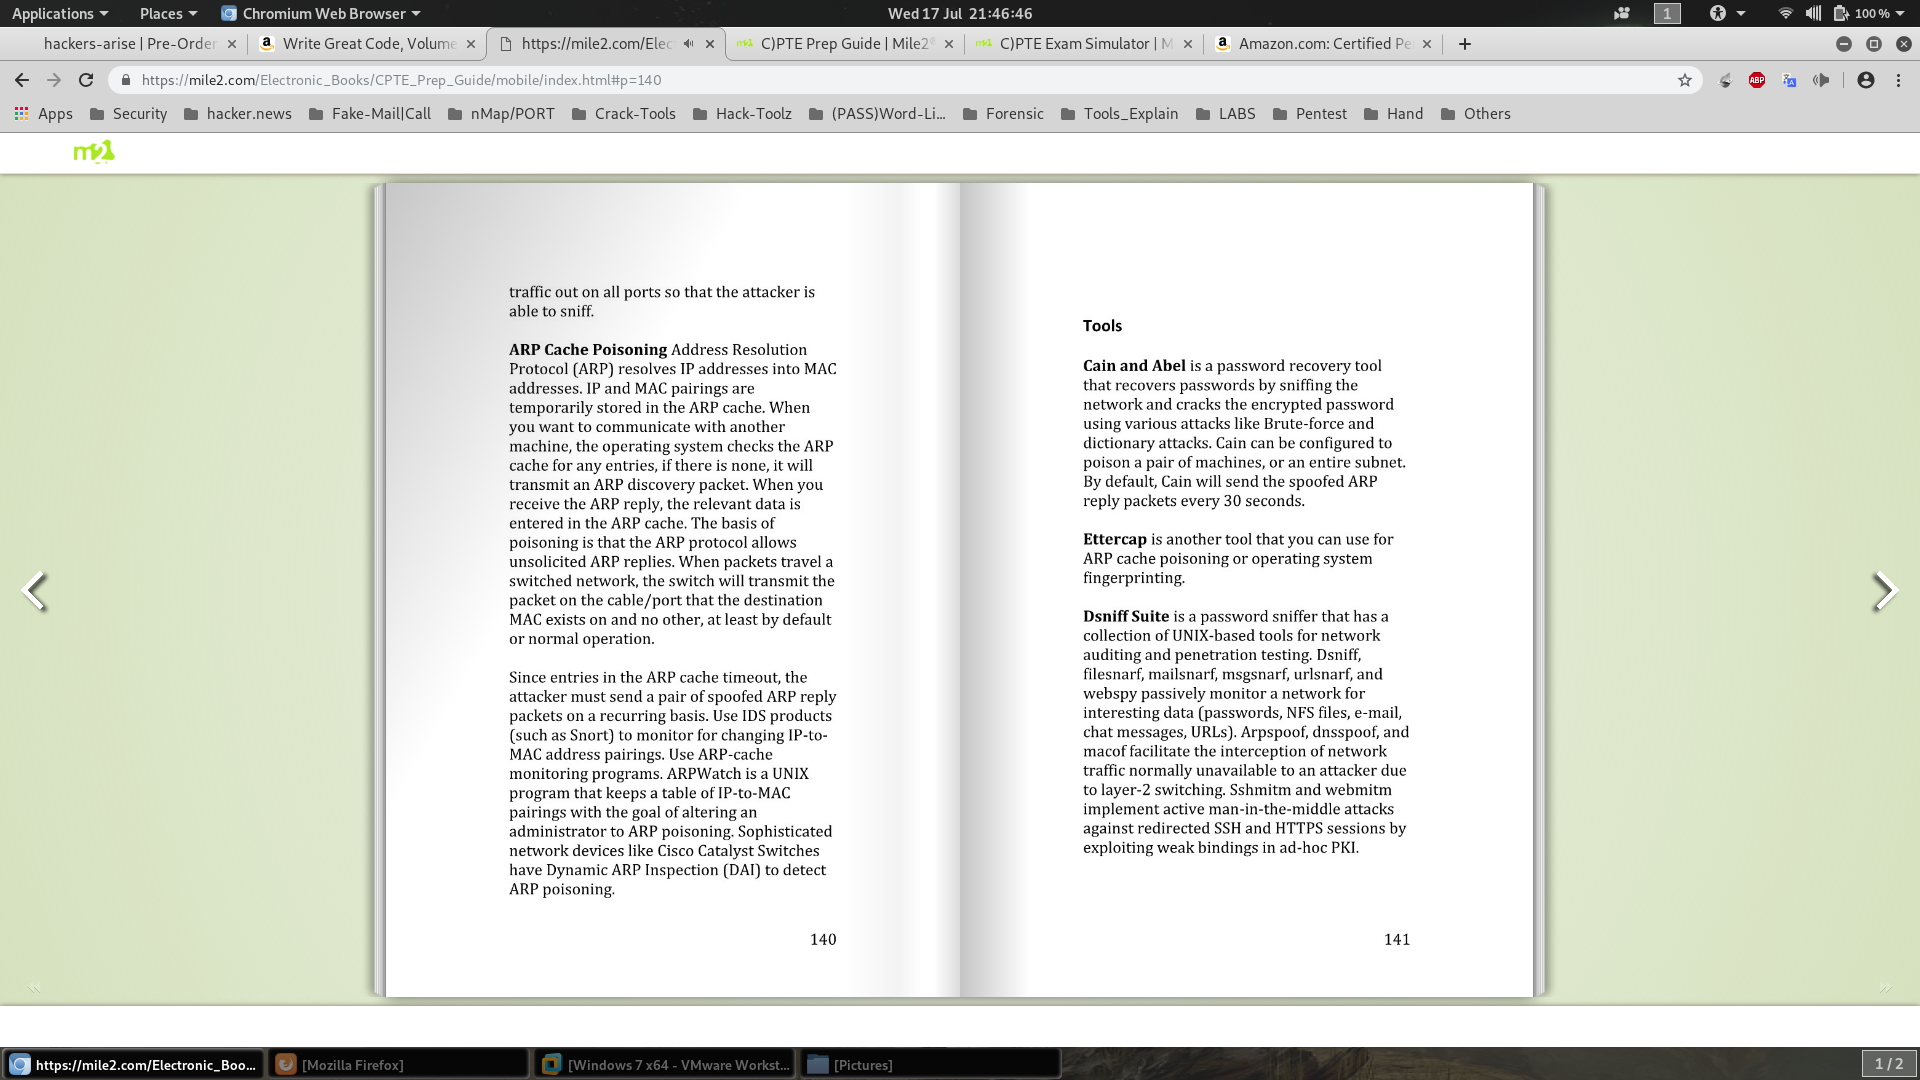 Applications Places Chromium Web Browser Wed 17 Jul 21:46:46 1 100 %
hackers-arise | Pre-Order Write Great Code, Volume https://mile2.com/Elec C)PTE Prep Guide | Mile2 C)PTE Exam Simulator | M Amazon.com: Certified Pe
https://mile2.com/Electronic_Books/CPTE_Prep_Guide/mobile/index.html#p=140 ABP
Apps Security hacker.news Fake-Mail|Call nMap/PORT Crack-Tools Hack-Toolz (PASS)Word-Li... Forensic Tools_Explain LABS Pentest Hand Others
m2
traffic out on all ports so that the attacker is
able to sniff.
ARP Cache Poisoning Address Resolution
Protocol (ARP) resolves IP addresses into MAC
addresses. IP and MAC pairings are
temporarily stored in the ARP cache. When
you want to communicate with another
machine, the operating system checks the ARP
cache for any entries, if there is none, it will
transmit an ARP discovery packet. When you
receive the ARP reply, the relevant data is
entered in the ARP cache. The basis of
poisoning is that the ARP protocol allows
unsolicited ARP replies. When packets travel a
switched network, the switch will transmit the
packet on the cable/port that the destination
MAC exists on and no other, at least by default
or normal operation.
Since entries in the ARP cache timeout, the
attacker must send a pair of spoofed ARP reply
packets on a recurring basis. Use IDS products
(such as Snort) to monitor for changing IP-to-
MAC address pairings. Use ARP-cache
monitoring programs. ARPWatch is a UNIX
program that keeps a table of IP-to-MAC
pairings with the goal of altering an
administrator to ARP poisoning. Sophisticated
network devices like Cisco Catalyst Switches
have Dynamic ARP Inspection (DAI) to detect
ARP poisoning.
140
Tools
Cain and Abel is a password recovery tool
that recovers passwords by sniffing the
network and cracks the encrypted password
using various attacks like Brute-force and
dictionary attacks. Cain can be configured to
poison a pair of machines, or an entire subnet.
By default, Cain will send the spoofed ARP
reply packets every 30 seconds.
Ettercap is another tool that you can use for
ARP cache poisoning or operating system
fingerprinting.
Dsniff Suite is a password sniffer that has a
collection of UNIX-based tools for network
auditing and penetration testing. Dsniff,
filesnarf, mailsnarf, msgsnarf, urlsnarf, and
webspy passively monitor a network for
interesting data (passwords, NFS files, e-mail,
chat messages, URLs). Arpspoof, dnsspoof, and
macof facilitate the interception of network
traffic normally unavailable to an attacker due
to layer-2 switching. Sshmitm and webmitm
implement active man-in-the-middle attacks
against redirected SSH and HTTPS sessions by
exploiting weak bindings in ad-hoc PKI.
141
https://mile2.com/Electronic_Boo... [Mozilla Firefox] [Windows 7 x64 - VMware Workst... [Pictures] 1 / 2